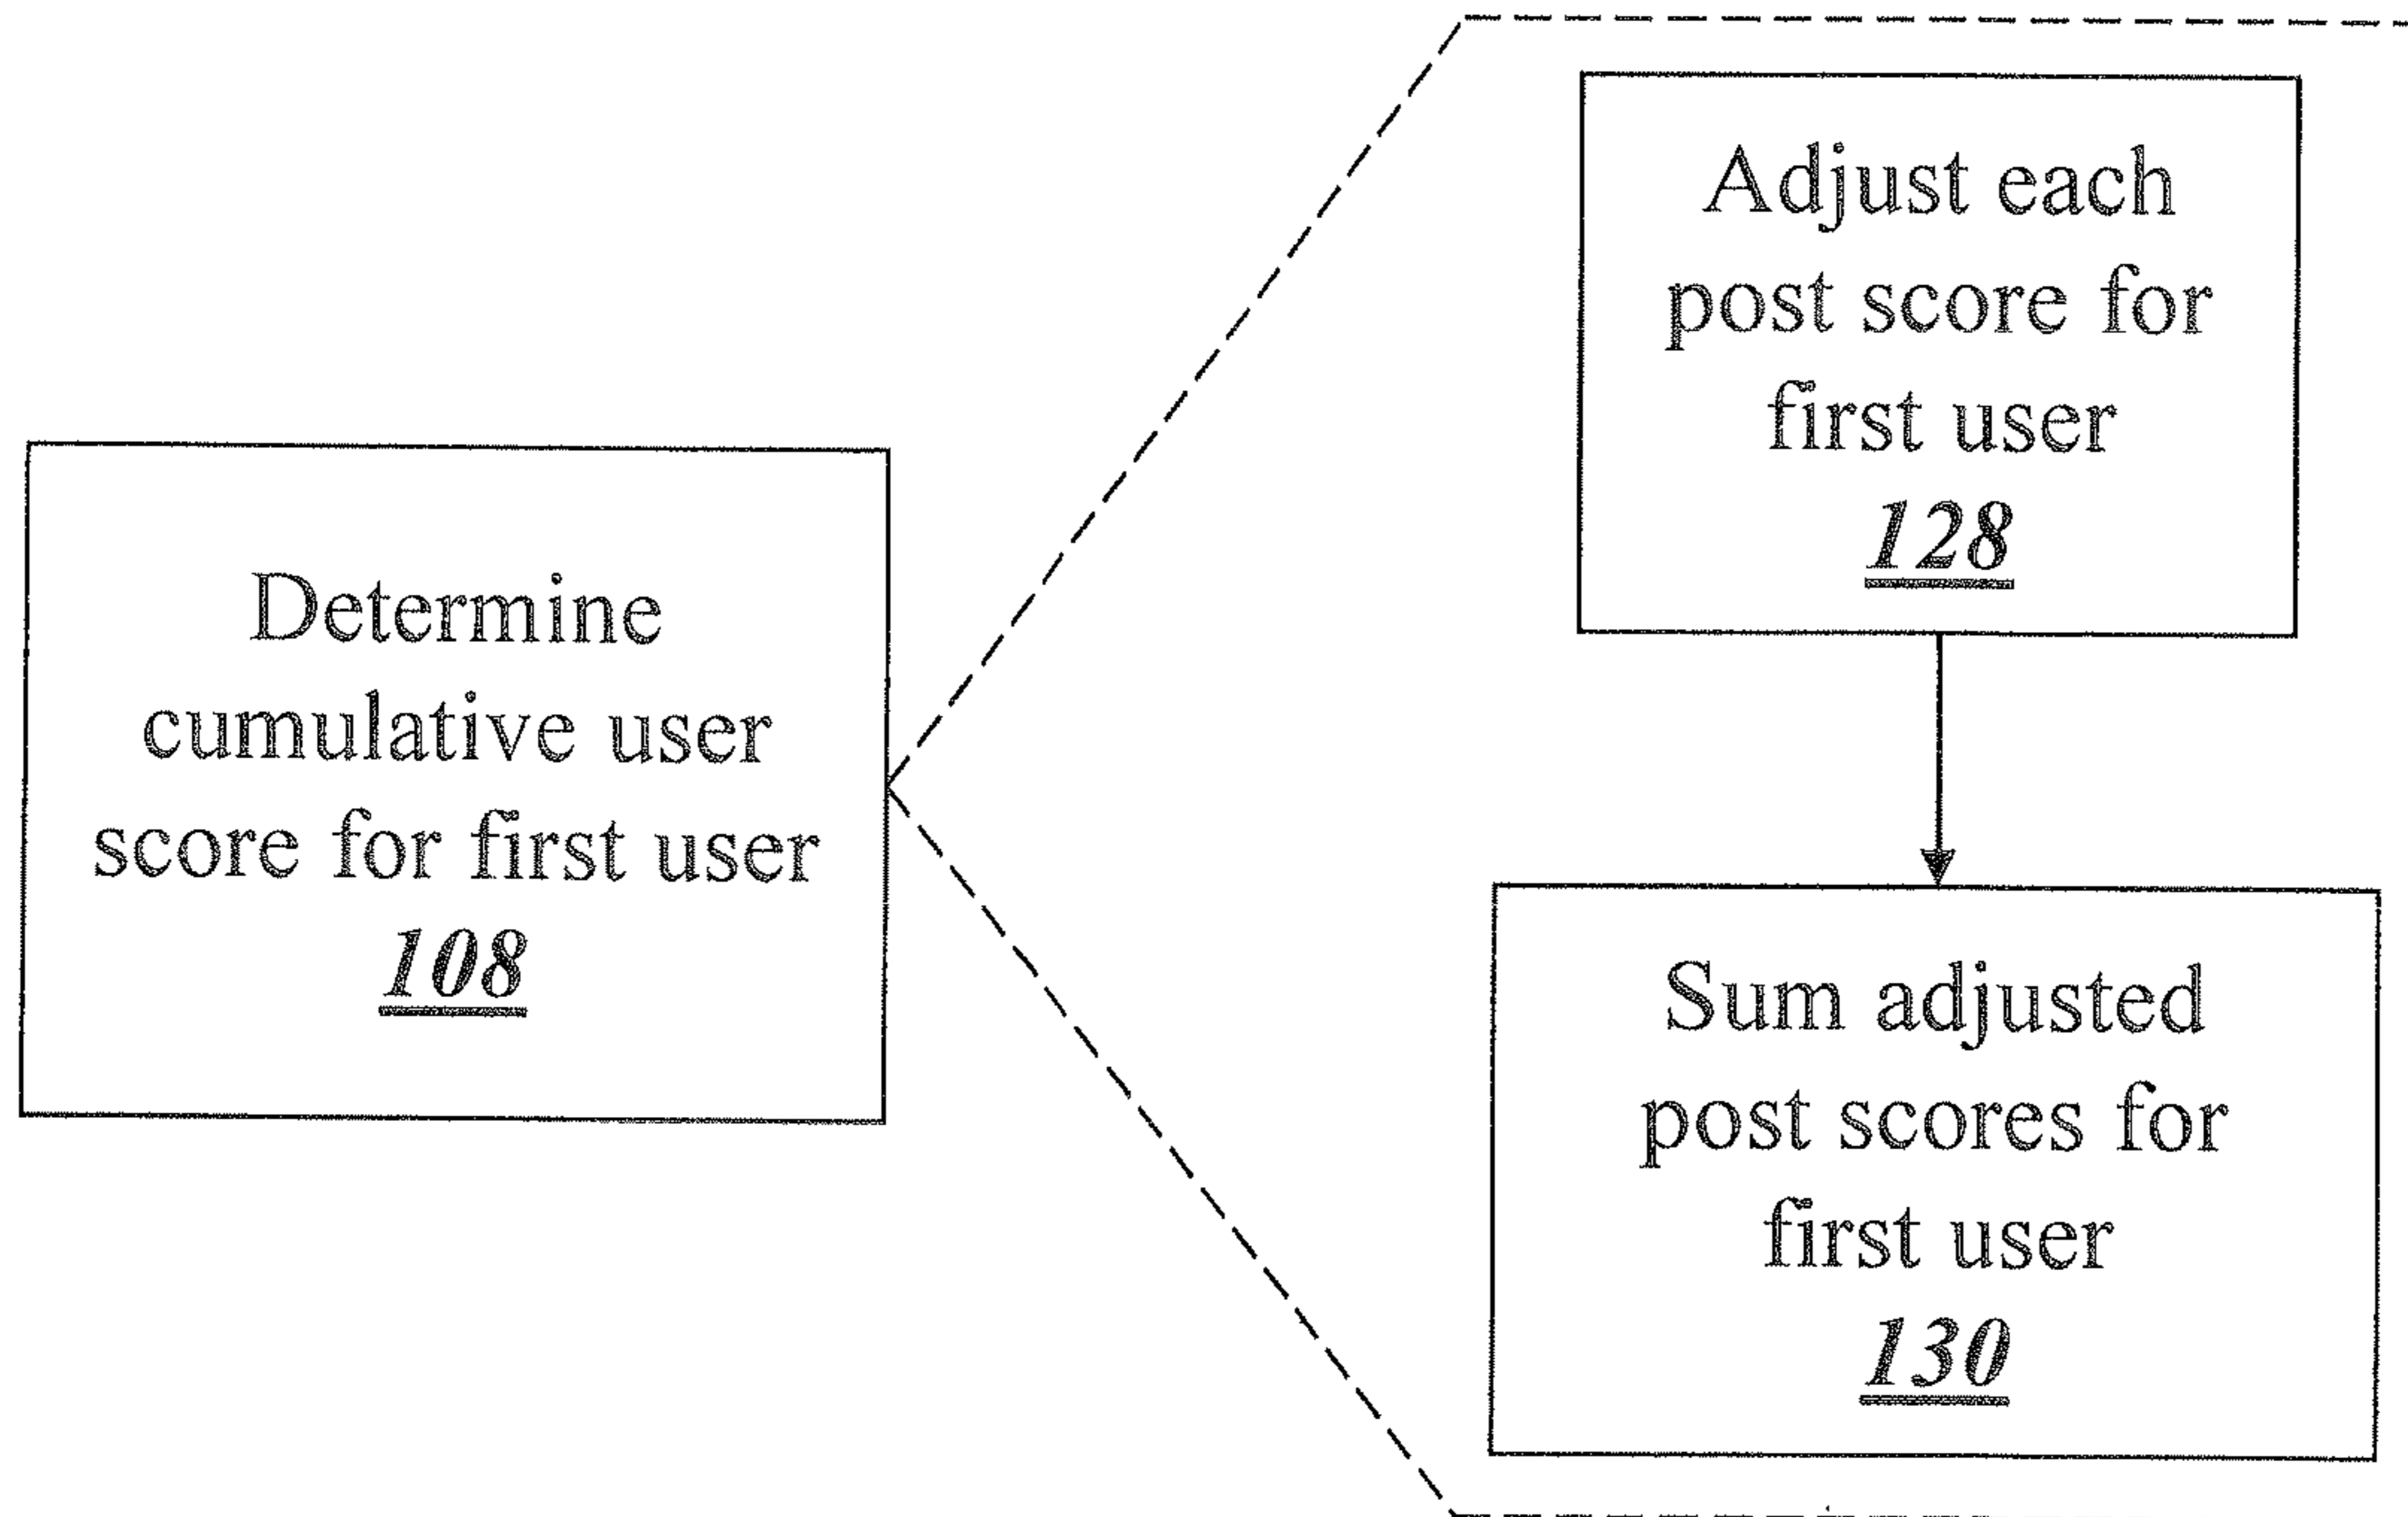 Determine
cumulative user
score for first user
108
Adjust each
post score for
first user
128
Sum adjusted
post scores for
first user
130